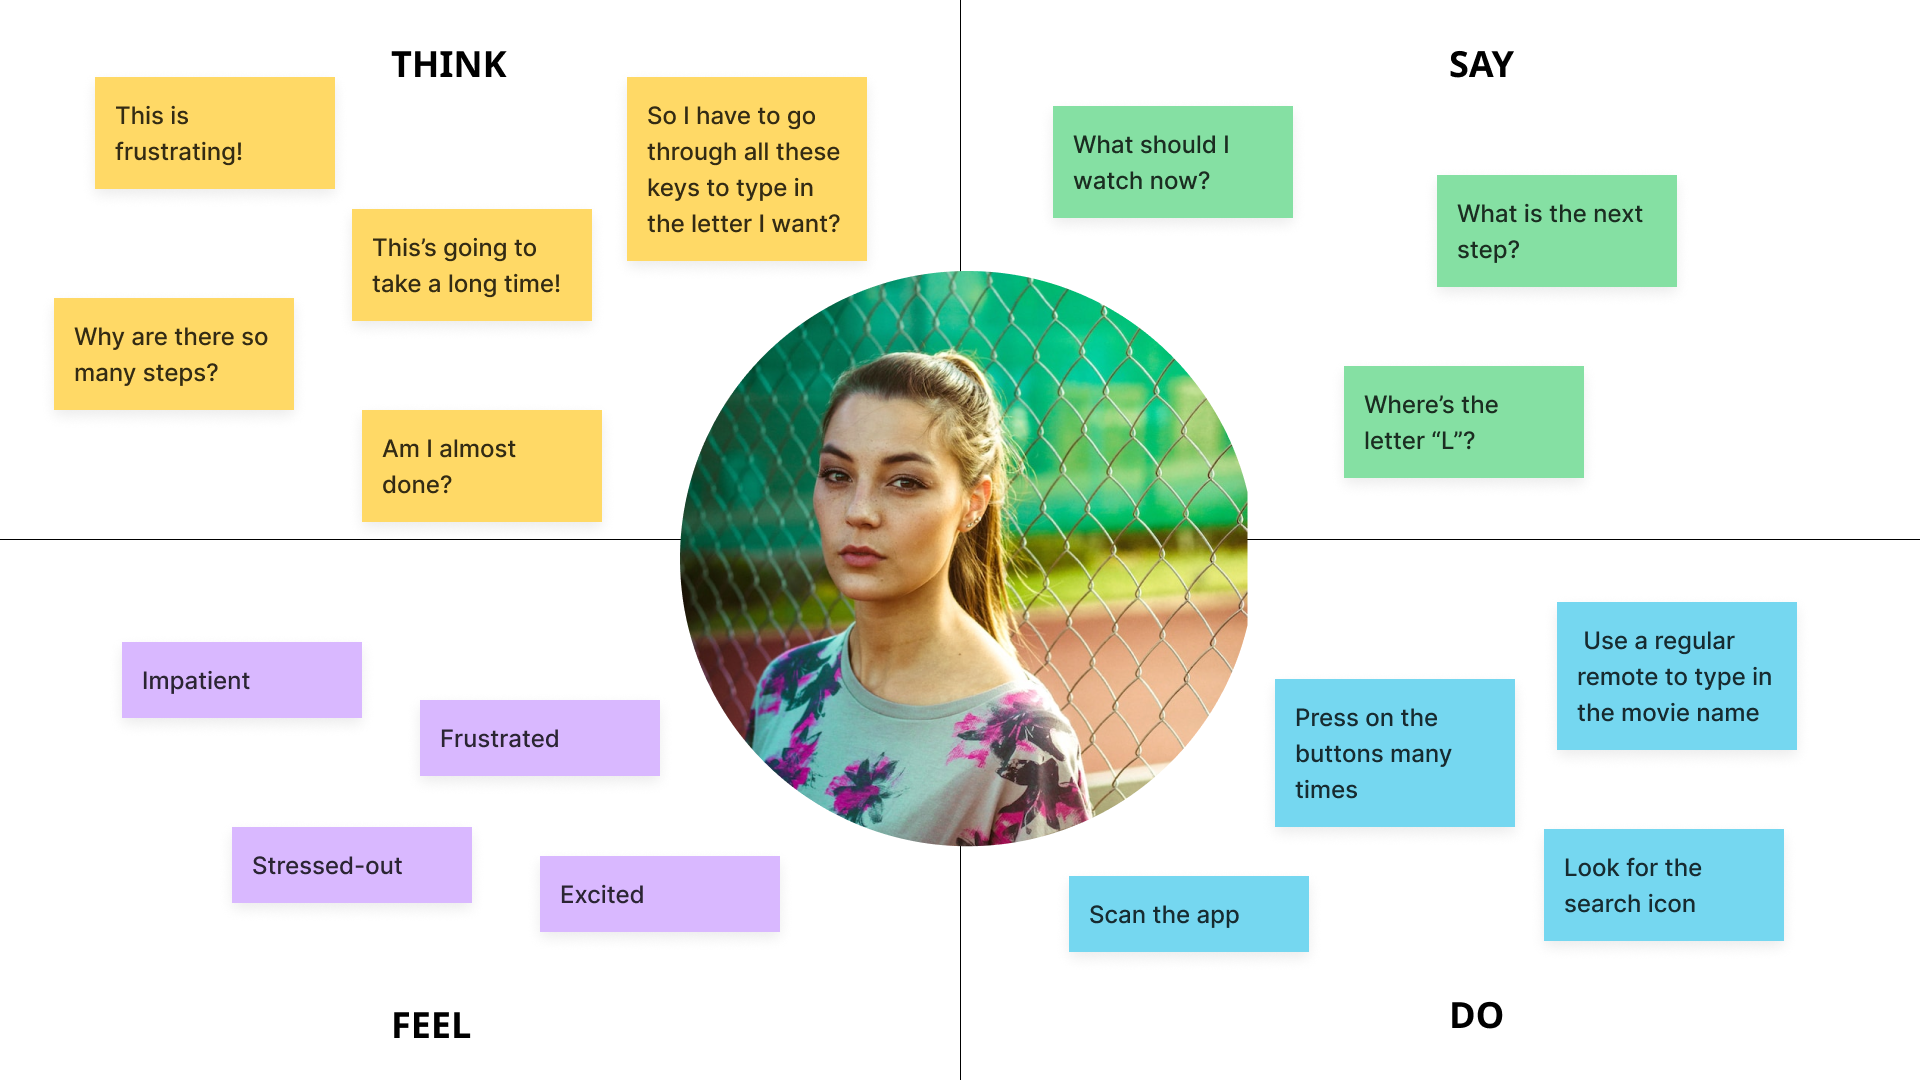 THINK
This is
frustrating!
So I have to go
through all these
keys to type in
the letter I want?
This’s going to
take a long time!
Why are there so
many steps?
Am I almost
done?
SAY
What should I
watch now?
What is the next
step?
Where’s the
letter “L”?
Impatient
Frustrated
Stressed-out
Excited
FEEL
Use a regular
remote to type in
the movie name
Press on the
buttons many
times
Look for the
search icon
Scan the app
DO